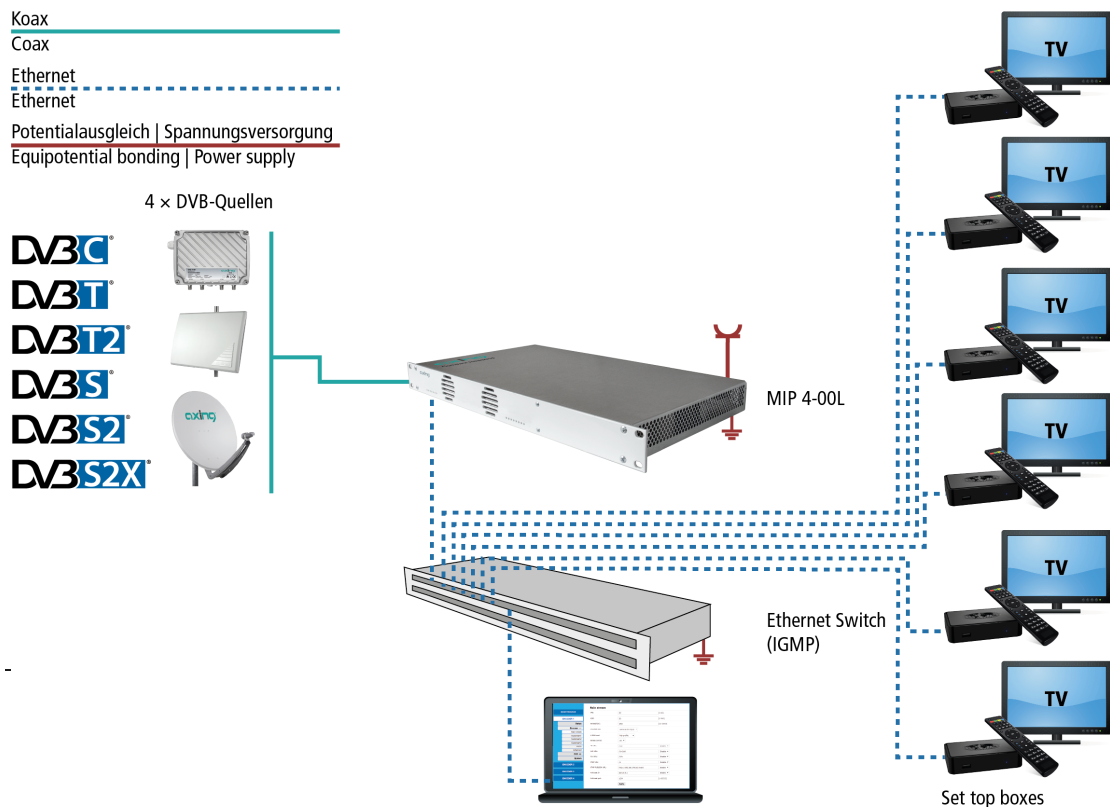 Koax
Coax
Ethernet
Ethernet
Potentialausgleich | Spannungsversorgung
Equipotential bonding | Power supply
4 × DVB-Quellen
DVB C
DVB T
DVB T2
DVB S
DVB S2
DVB S2X
axing
axing
MIP 4-00L
Ethernet Switch
(IGMP)
TV
TV
TV
TV
TV
TV
Set top boxes